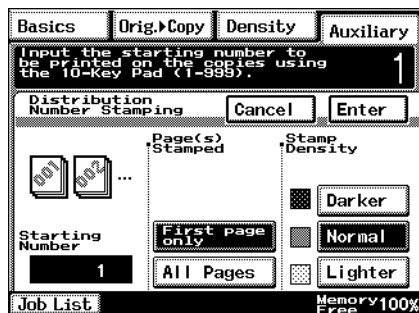 Basics Orig.▸Copy Density Auxiliary
Input the starting number to
be printed on the copies using
the 10-Key Pad (1-999).
1
Distribution
Number Stamping
Cancel Enter
Page(s)
Stamped
Stamp
Density
001 002 ...
Darker
Starting
Number
First page
only
Normal
1
All Pages
Lighter
Job List
Memory
Free 100%